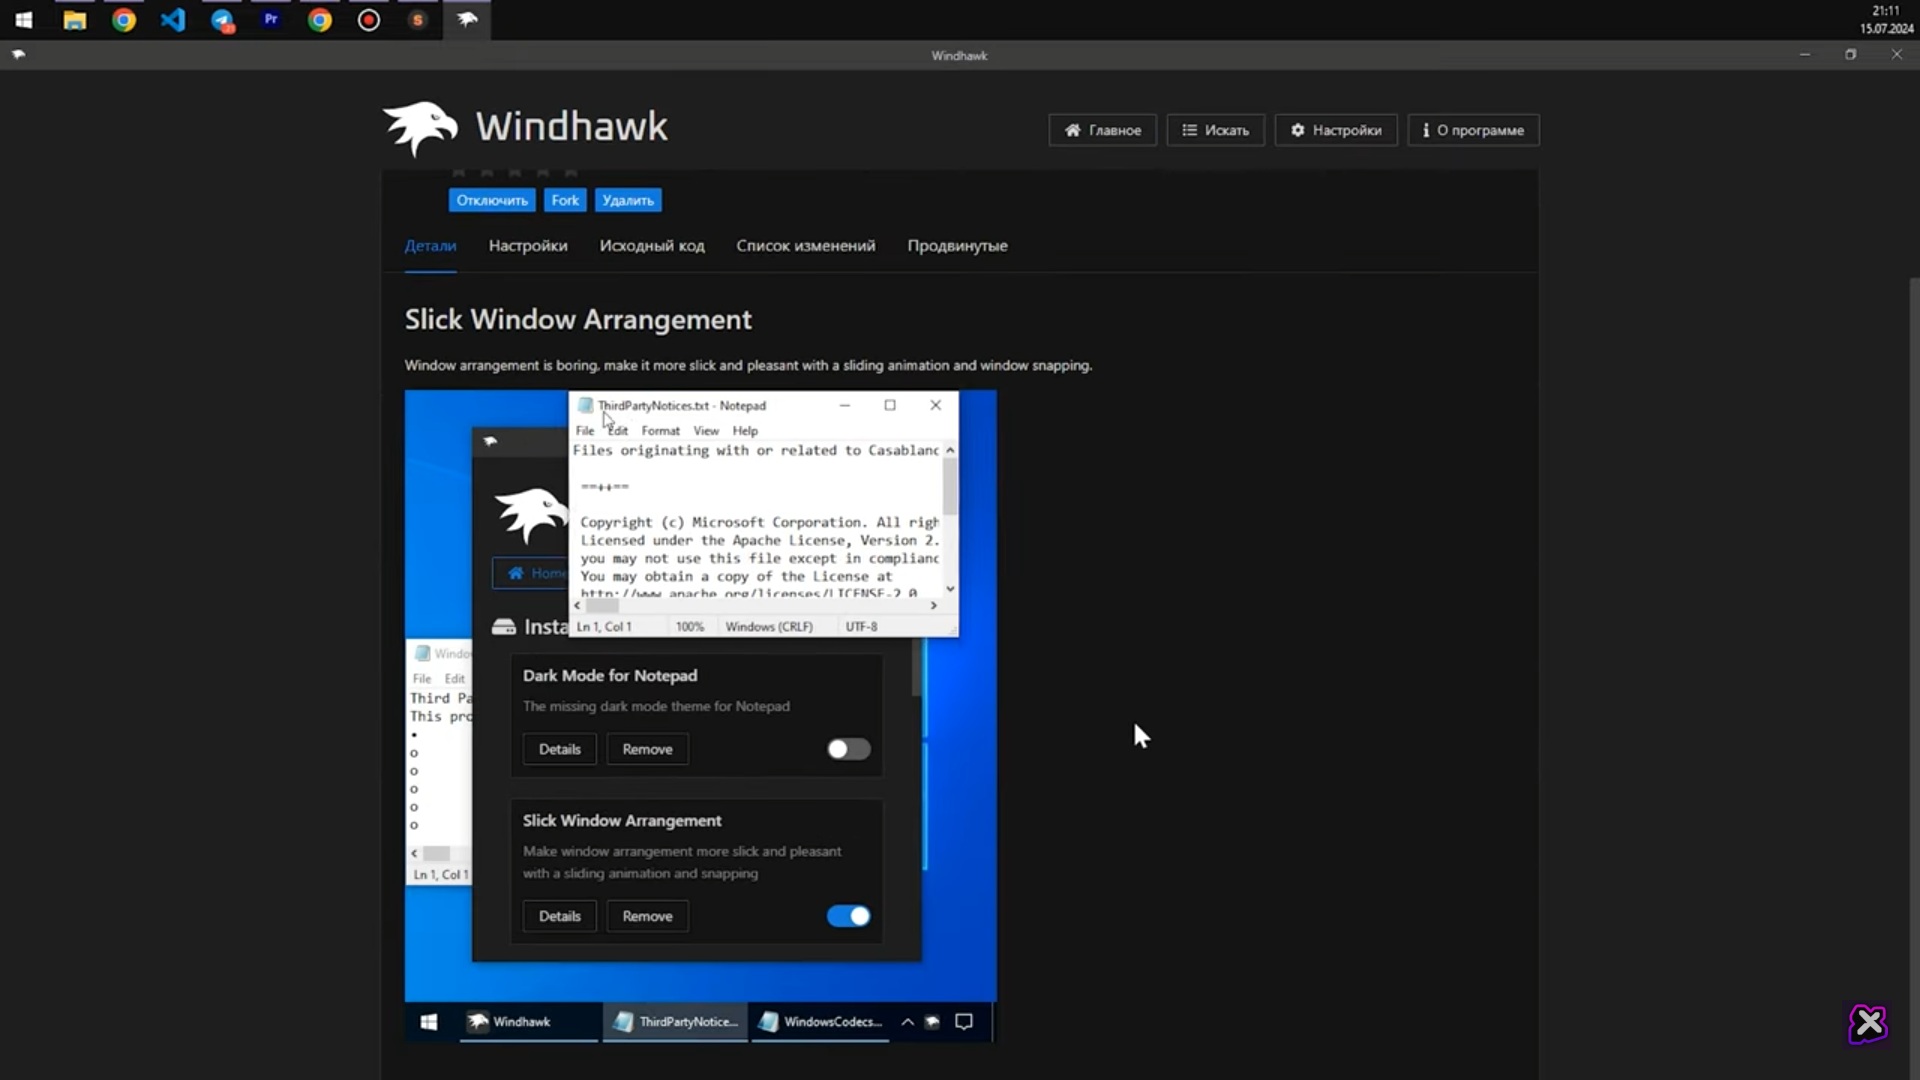 Pr
S
21:11
15.07.2024
Windhawk
Windhawk
Главное
Искать
Настройки
О программе
Отключить
Fork
Удалить
Детали
Настройки
Исходный код
Список изменений
Продвинутые
Slick Window Arrangement
Window arrangement is boring, make it more slick and pleasant with a sliding animation and window snapping.
ThirdPartyNotices.txt - Notepad
File Edit Format View Help
Files originating with or related to Casablanc
==++==
Copyright (c) Microsoft Corporation. All righ
Licensed under the Apache License, Version 2.
you may not use this file except in complianc
You may obtain a copy of the License at
http://www.apache.org/licenses/LICENSE-2.0
Ln 1, Col 1
100%
Windows (CRLF)
UTF-8
Home
Insta
Windo
File Edit
Third Pa
This pro
Ln 1, Col 1
Dark Mode for Notepad
The missing dark mode theme for Notepad
Details
Remove
Slick Window Arrangement
Make window arrangement more slick and pleasant
with a sliding animation and snapping
Details
Remove
Windhawk
ThirdPartyNotice...
WindowsCodecs...